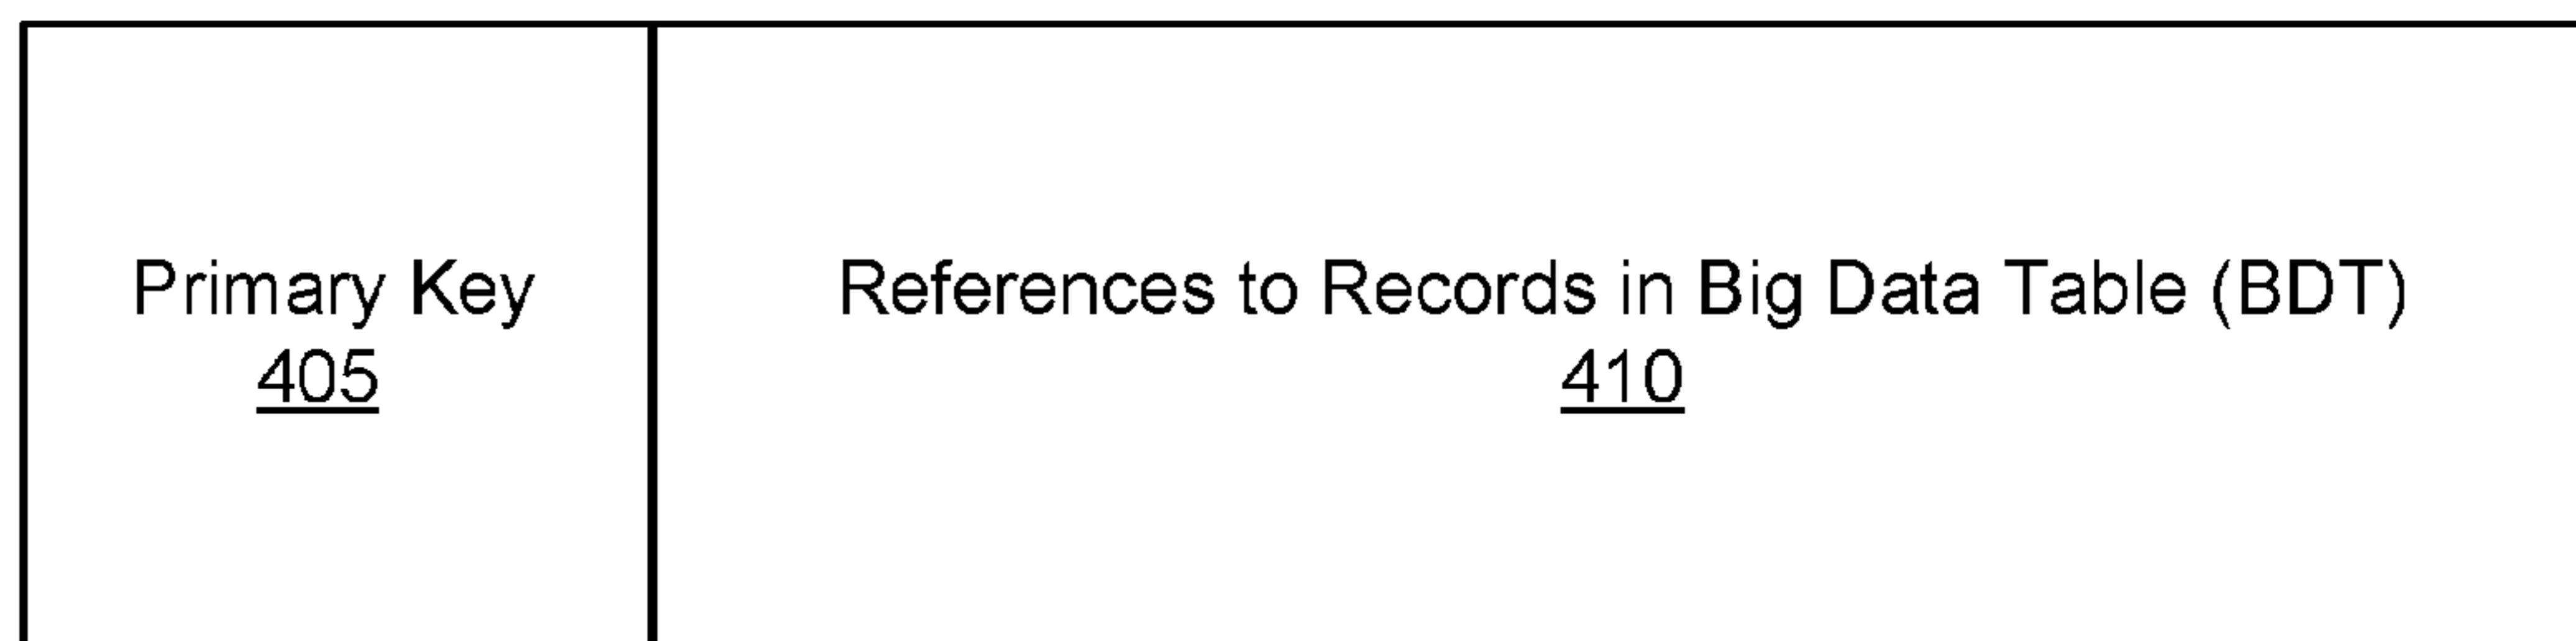 Primary Key
405
References to Records in Big Data Table (BDT)
410